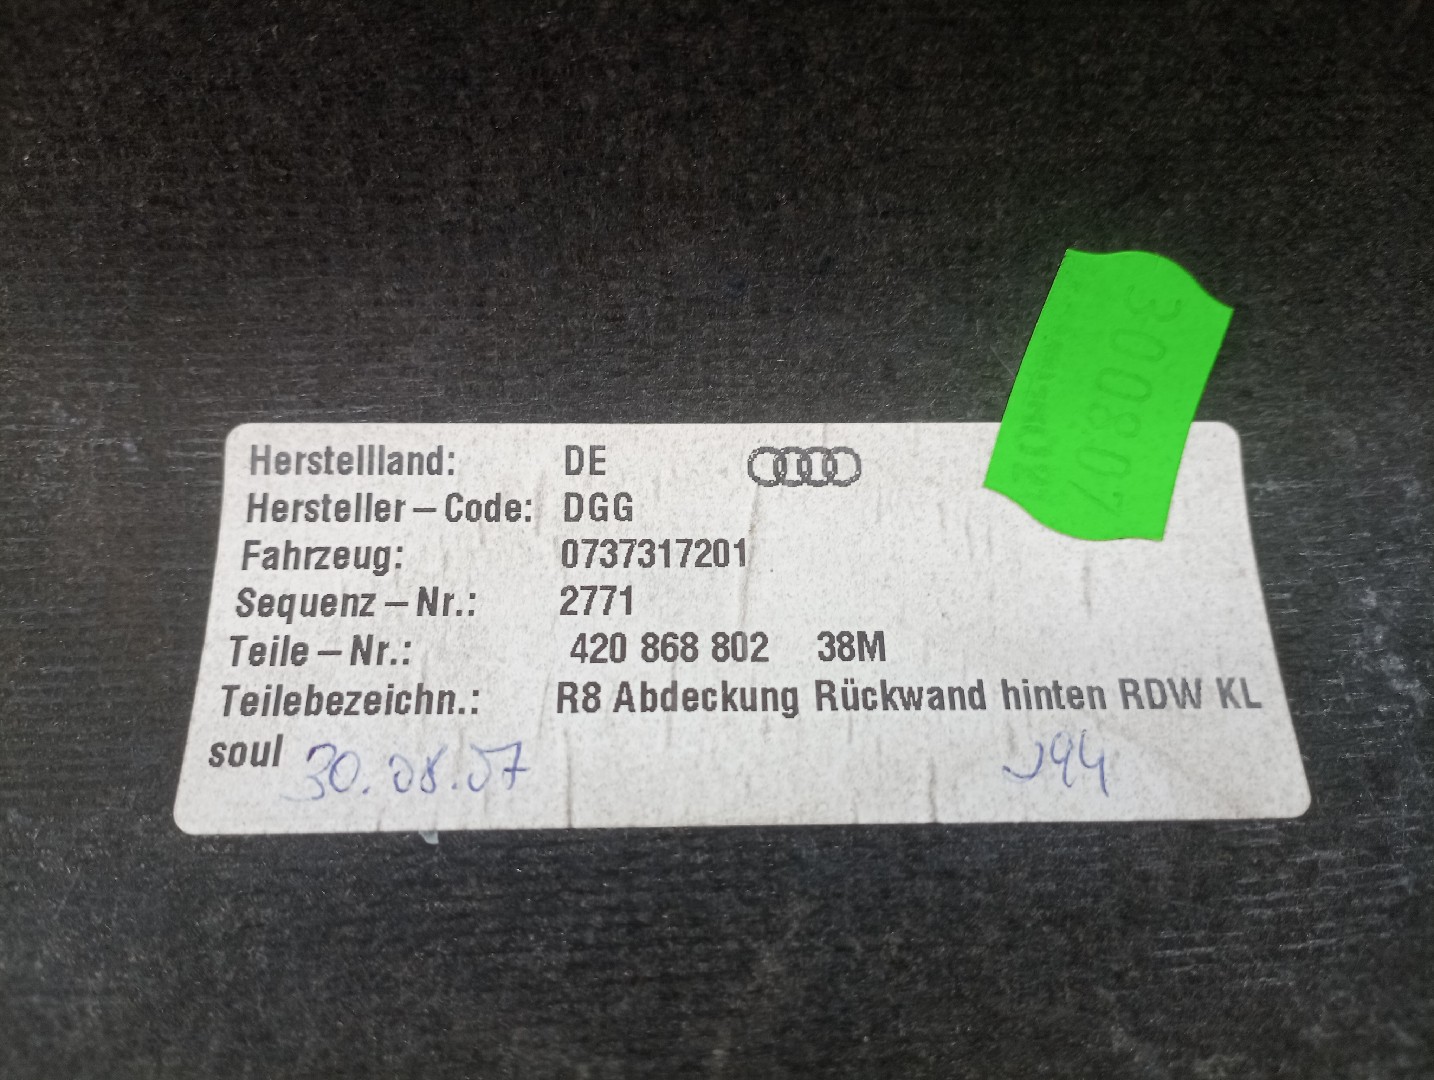 300807
Herstellland: DE
Hersteller-Code: DGG
Fahrzeug: 0737317201
Sequenz-Nr.: 2771
Teile-Nr.: 420 868 802 38M
Teilebezeichn.: R8 Abdeckung Rückwand hinten RDW KL
soul 30.08.07